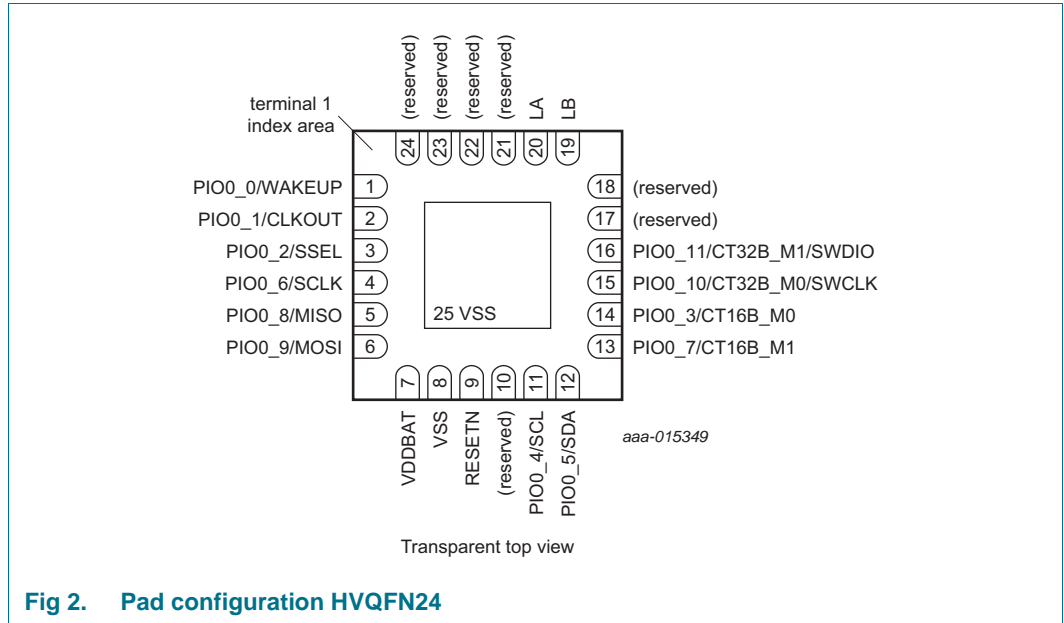 (reserved)
(reserved)
(reserved)
(reserved)
LA
LB
terminal 1
index area
24
23
22
21
20
19
PIO0_0/WAKEUP 1
18 (reserved)
PIO0_1/CLKOUT 2
17 (reserved)
PIO0_2/SSEL 3
16 PIO0_11/CT32B_M1/SWDIO
PIO0_6/SCLK 4
15 PIO0_10/CT32B_M0/SWCLK
PIO0_8/MISO 5
25 VSS
14 PIO0_3/CT16B_M0
PIO0_9/MOSI 6
13 PIO0_7/CT16B_M1
7
8
9
10
11
12
VDDBAT
VSS
RESETN
(reserved)
PIO0_4/SCL
PIO0_5/SDA
aaa-015349
Transparent top view
Fig 2. Pad configuration HVQFN24